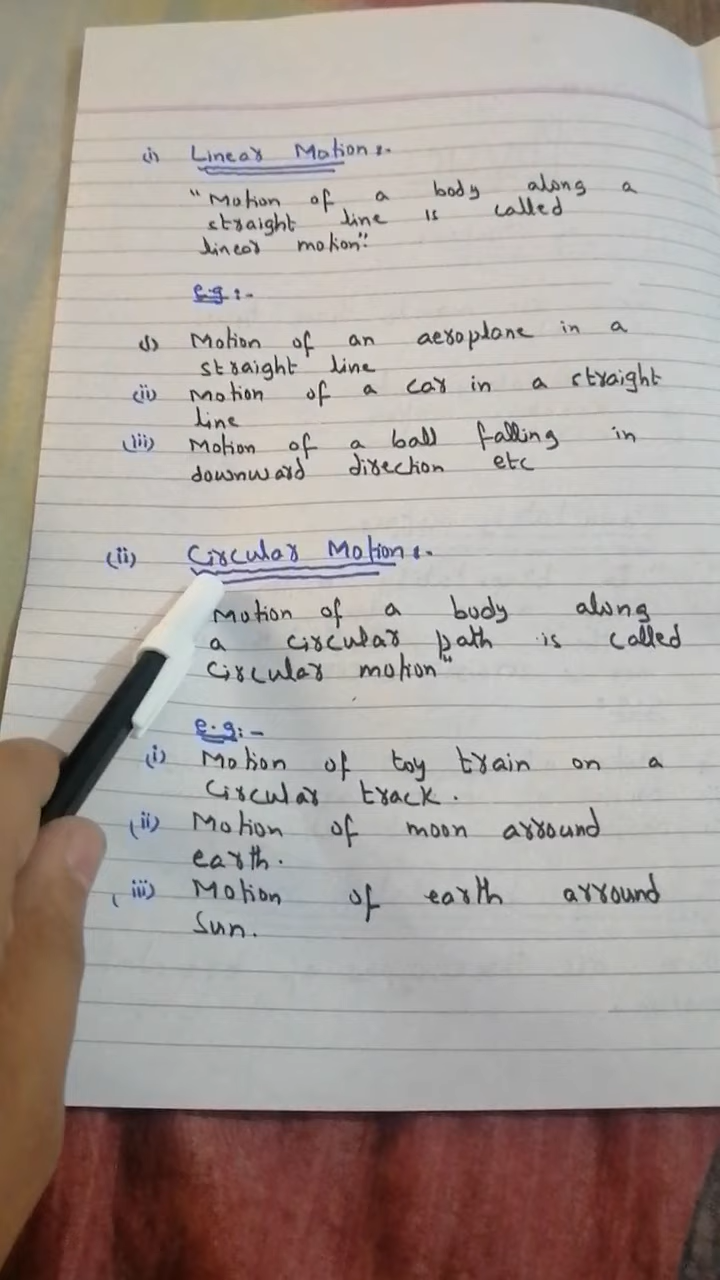 (i) Linear Motion:-
"Motion of a body along a
straight line is called
linear motion".
e.g:-
(i) Motion of an aeroplane in a
straight line
(ii) Motion of a car in a straight
line
(iii) Motion of a ball falling in
downward direction etc
(ii) Circular Motion:-
Motion of a body along
a circular path is called
circular motion"
e.g:-
(i) Motion of toy train on a
circular track.
(ii) Motion of moon arround
earth.
(iii) Motion of earth arround
Sun.